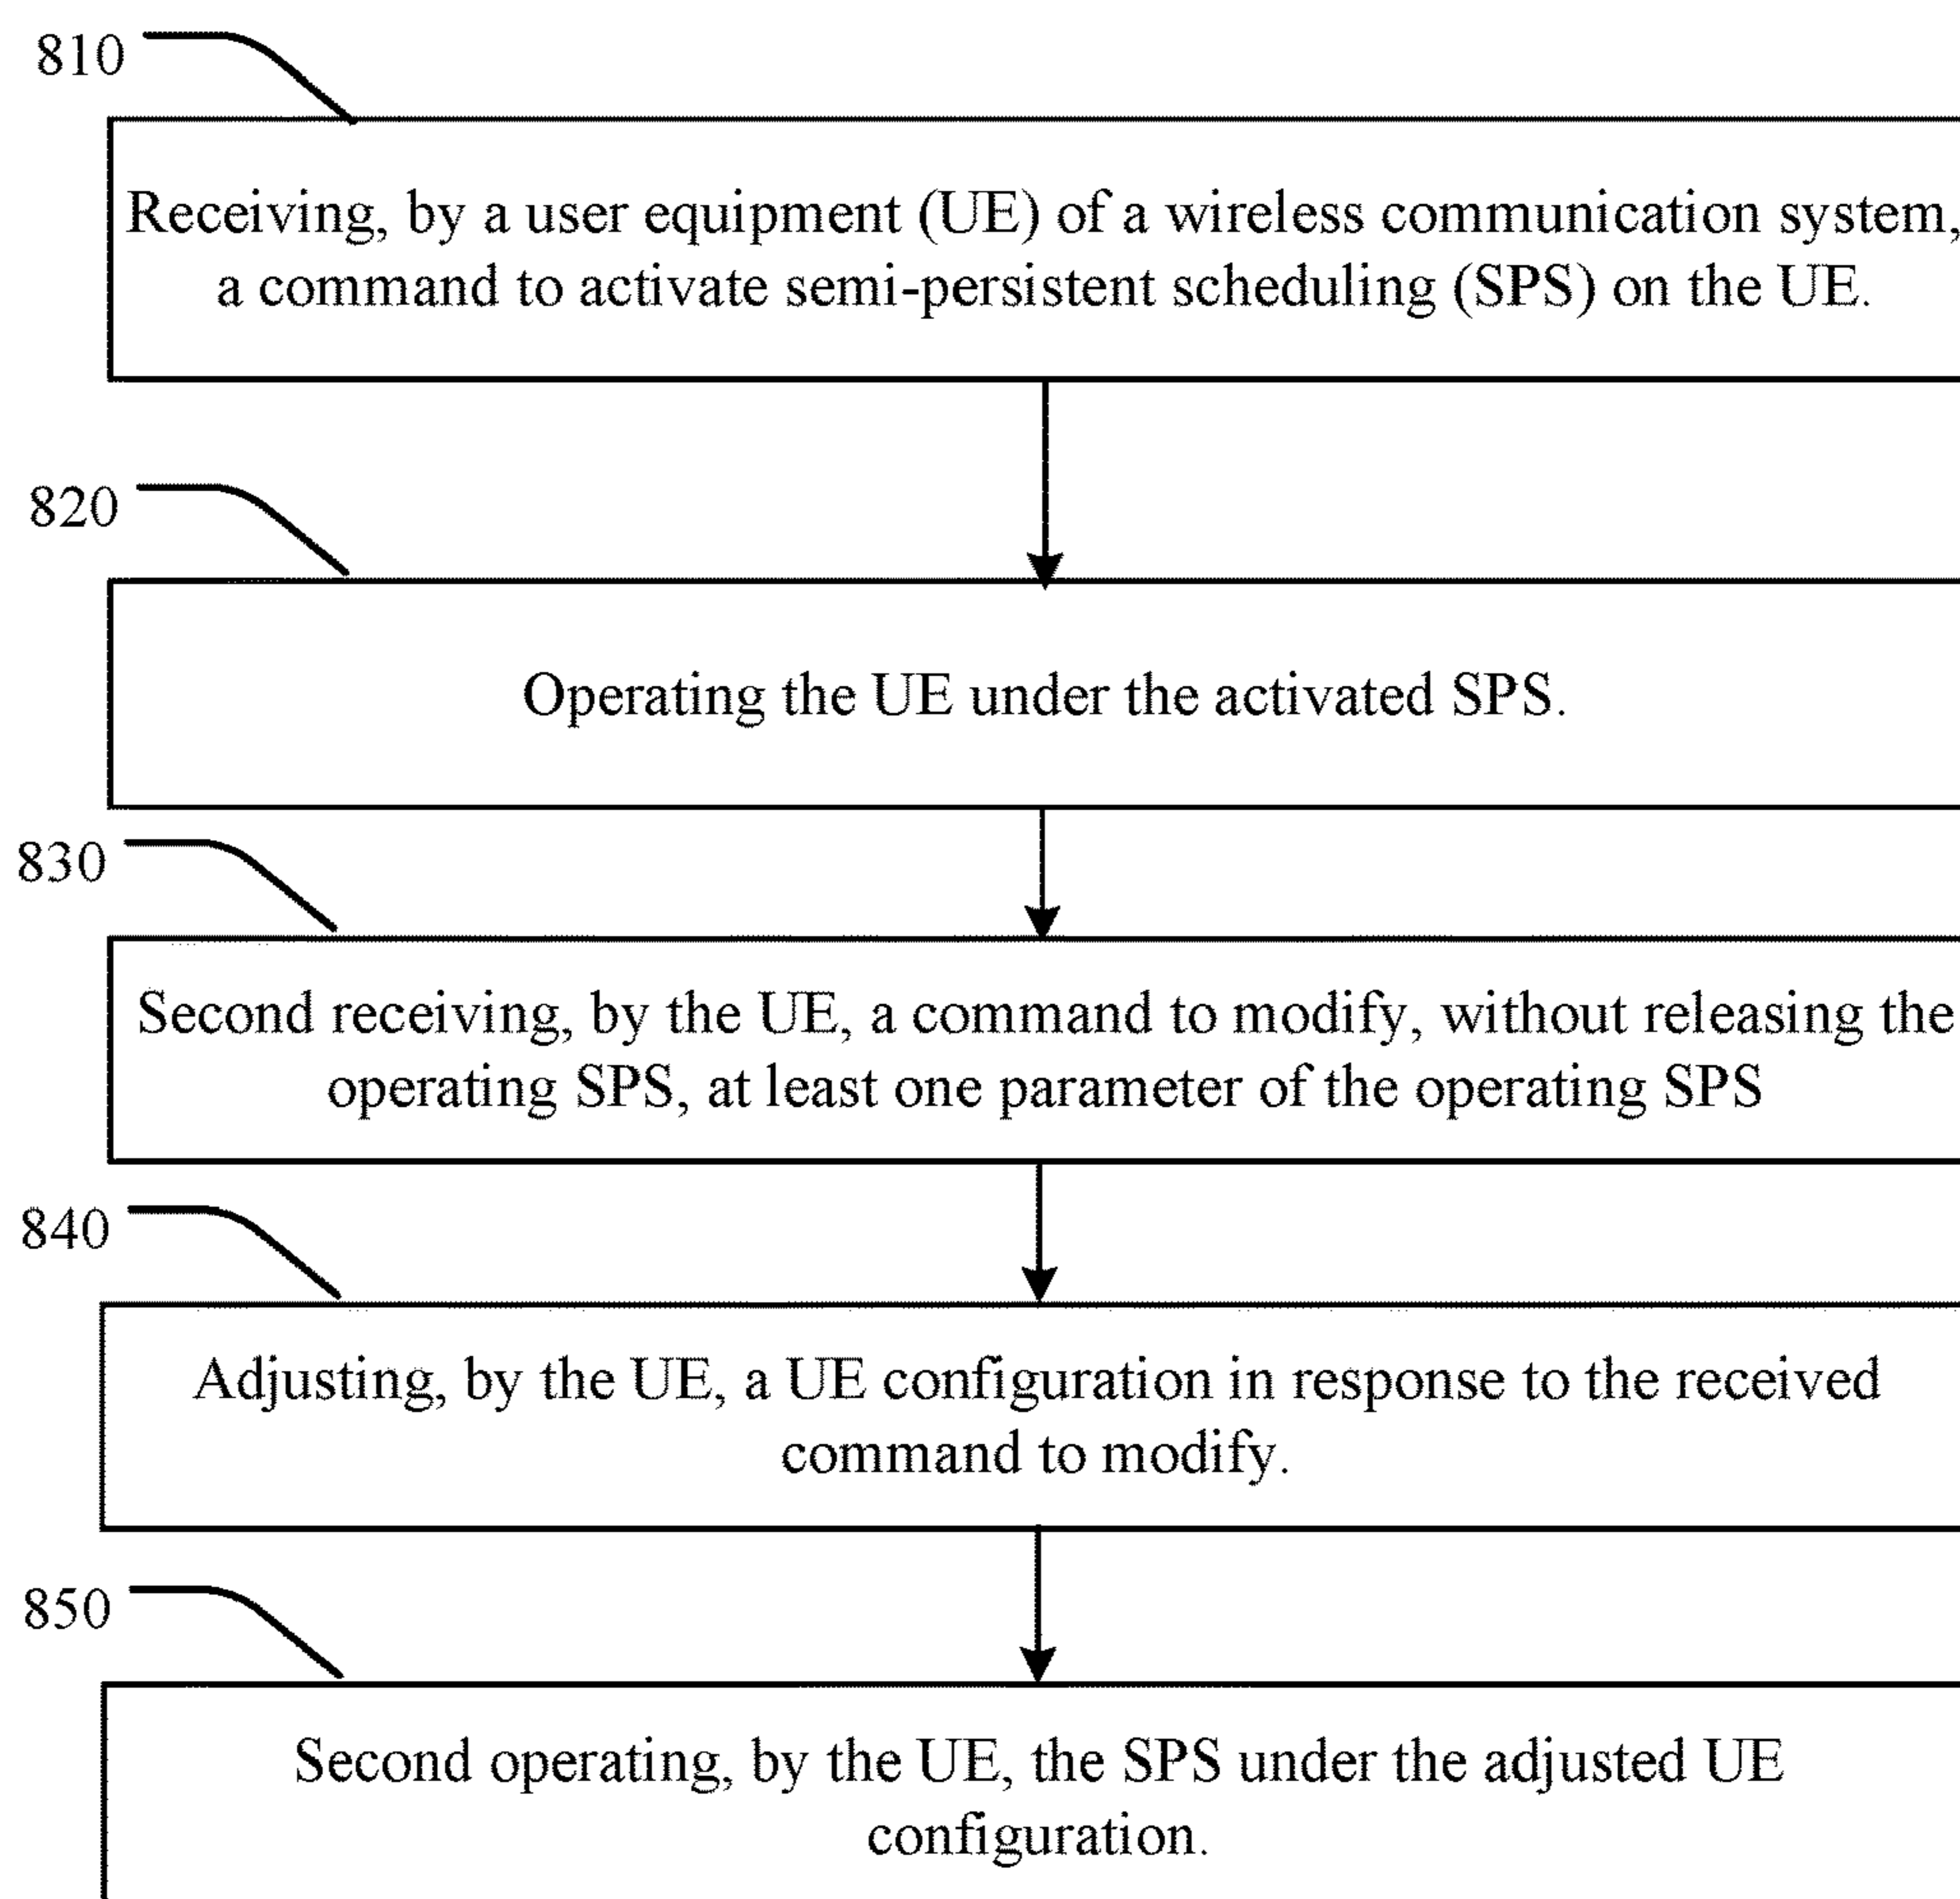 810
Receiving, by a user equipment (UE) of a wireless communication system,
a command to activate semi-persistent scheduling (SPS) on the UE.
820
Operating the UE under the activated SPS.
830
Second receiving, by the UE, a command to modify, without releasing the
operating SPS, at least one parameter of the operating SPS
840
Adjusting, by the UE, a UE configuration in response to the received
command to modify.
850
Second operating, by the UE, the SPS under the adjusted UE
configuration.